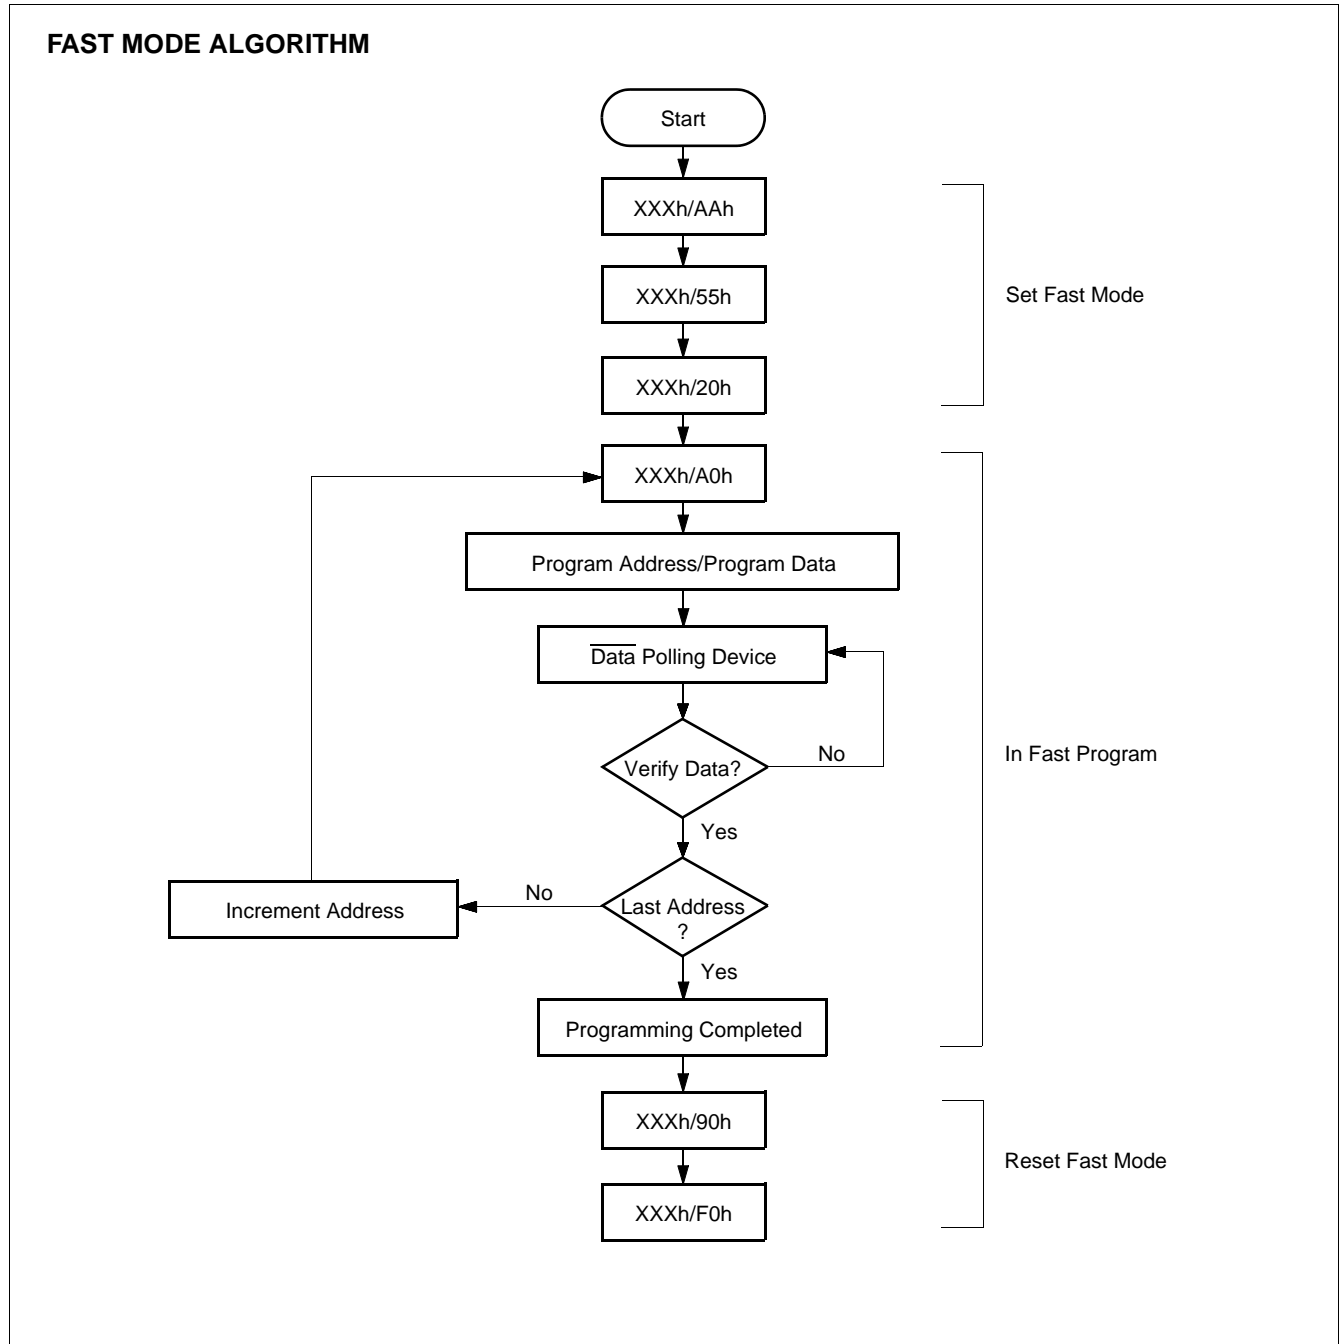 FAST MODE ALGORITHM
Start
XXXh/AAh
XXXh/55h
Set Fast Mode
XXXh/20h
XXXh/A0h
Program Address/Program Data
Data Polling Device
In Fast Program
Verify Data?
No
Yes
Increment Address
No
Last Address
?
Yes
Programming Completed
XXXh/90h
Reset Fast Mode
XXXh/F0h